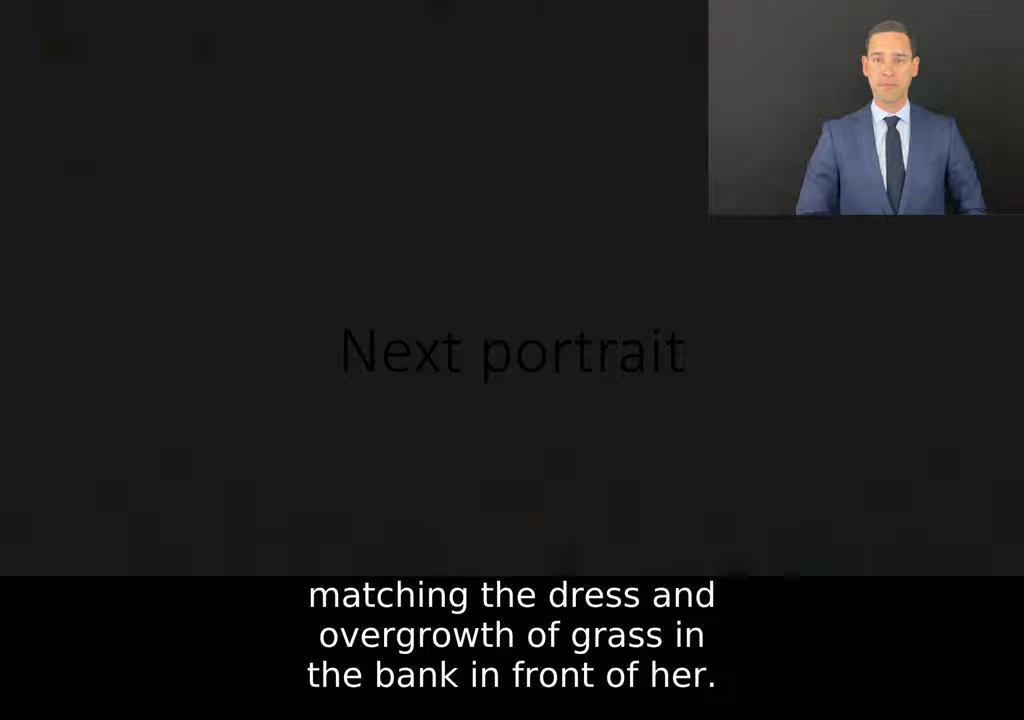 Next portrait
matching the dress and
overgrowth of grass in
the bank in front of her.